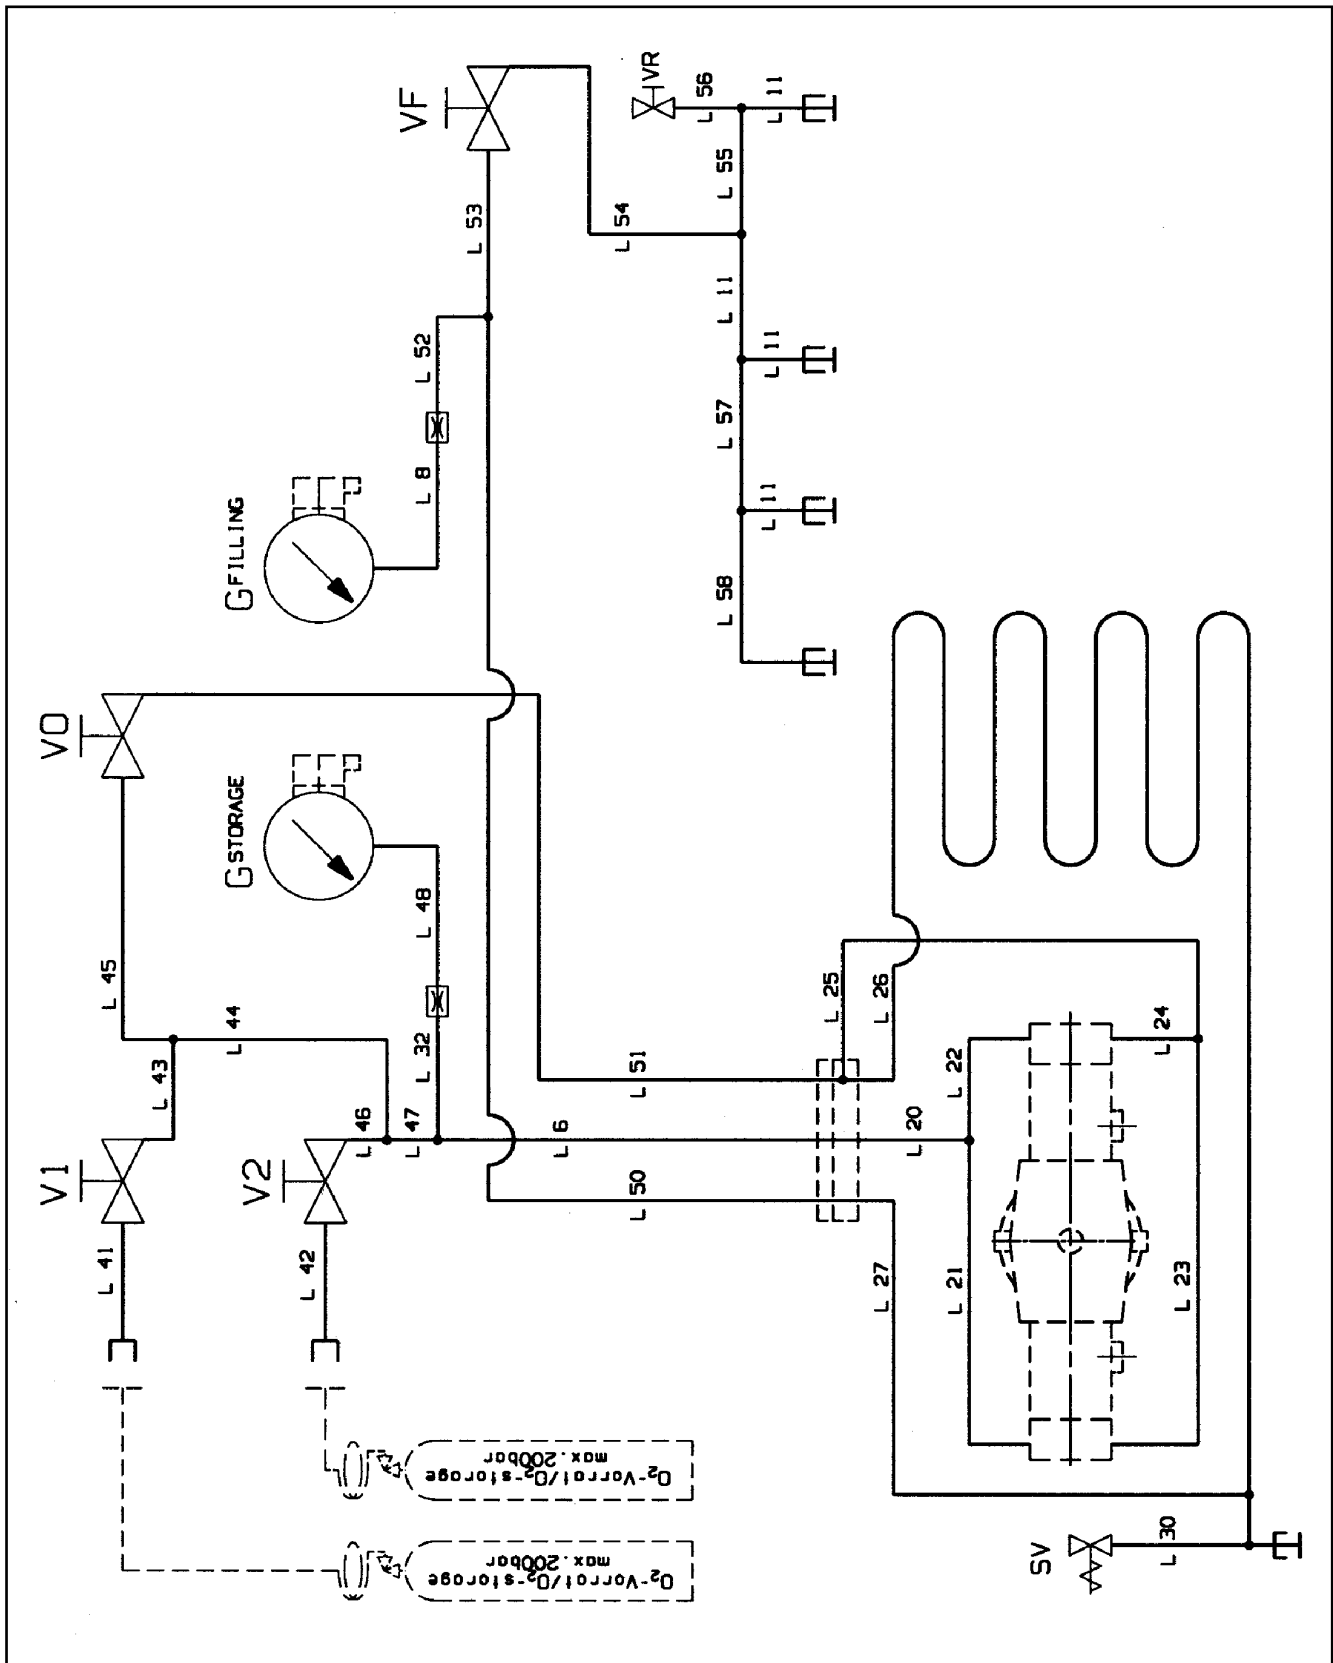 V1
VO
L 41
L 45
L 43
L 44
GSTORAGE
GFILLING
V2
L 42
L 46
L 47
L 32
L 48
L 8
L 52
VF
L 53
O₂-Vorrat/O₂-storage
max.200bar
O₂-Vorrat/O₂-storage
max.200bar
L 6
L 54
L 50
L 51
VR
L 56
L 58
L 57
L 11
L 55
L 11
L 11
L 11
L 25
L 27
L 26
L 20
L 21
L 22
SV
L 30
L 24
L 23